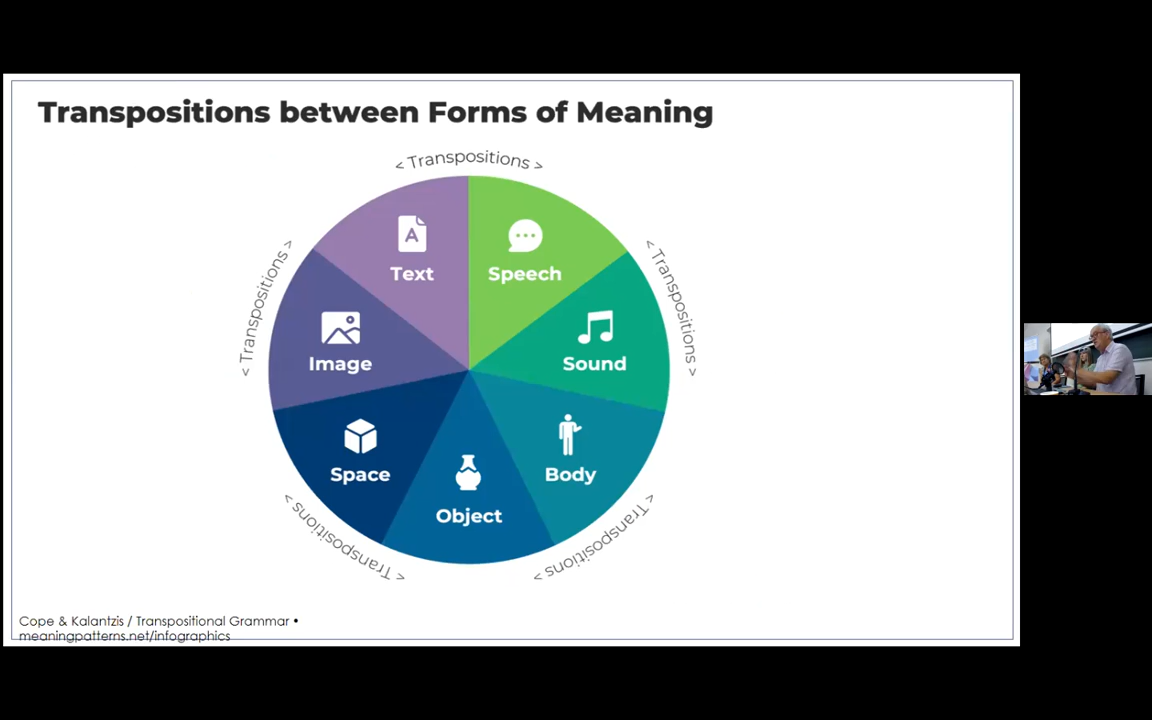 Transpositions between Forms of Meaning
< Transpositions >
< Transpositions >
< Transpositions >
Text
Speech
Image
Sound
Space
Body
Object
< Transpositions >
< Transpositions >
A
Cope & Kalantzis / Transpositional Grammar •
meaningpatterns.net/infographics